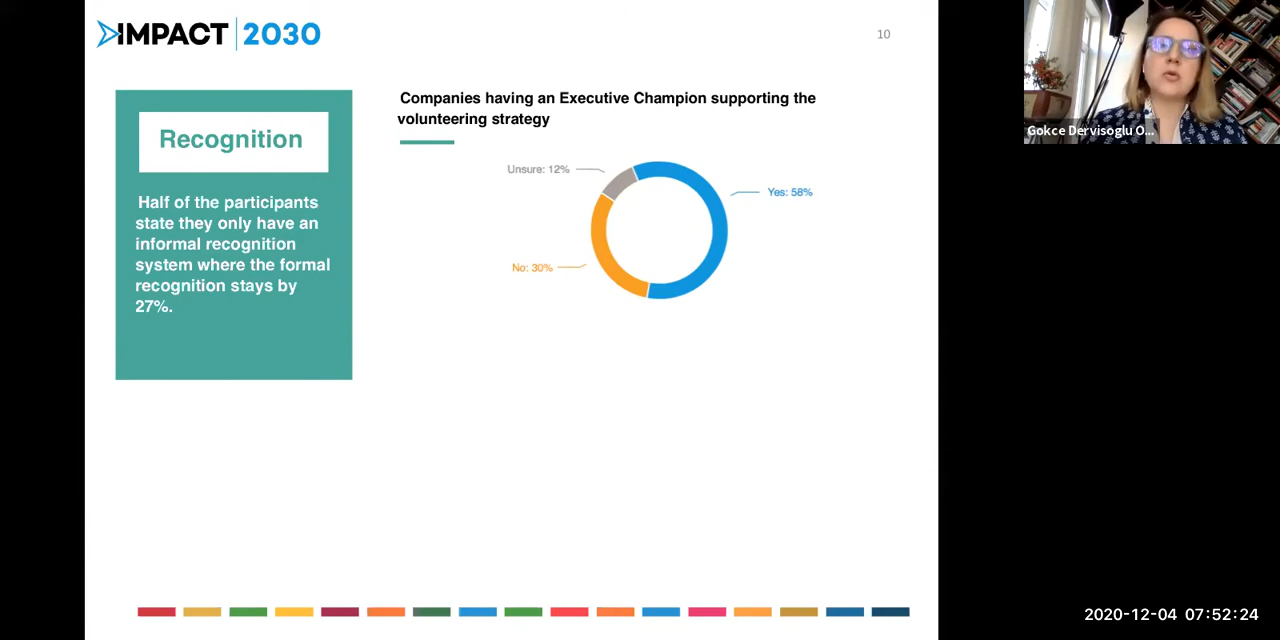 IMPACT 2030
10
Recognition
Half of the participants
state they only have an
informal recognition
system where the formal
recognition stays by
27%.
Companies having an Executive Champion supporting the
volunteering strategy
Unsure: 12%
Yes: 58%
No: 30%
Gokce Dervisoglu O...
2020-12-04 07:52:24